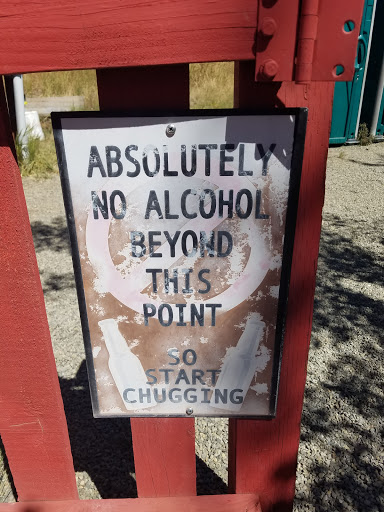 ABSOLUTELY
NO ALCOHOL
BEYOND
THIS
POINT
SO
START
CHUGGING